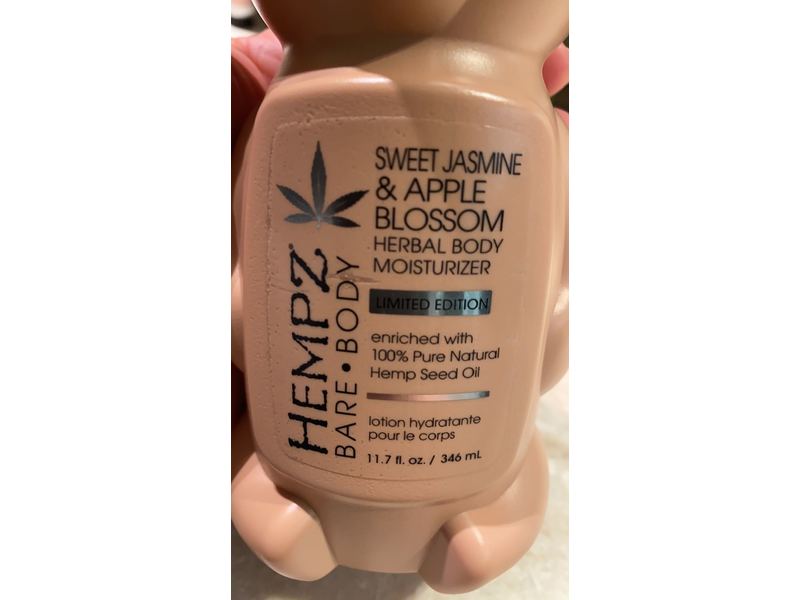 HEMPZ®
BARE • BODY
SWEET JASMINE
& APPLE
BLOSSOM
HERBAL BODY
MOISTURIZER
LIMITED EDITION
enriched with
100% Pure Natural
Hemp Seed Oil
lotion hydratante
pour le corps
11.7 fl. oz. / 346 mL